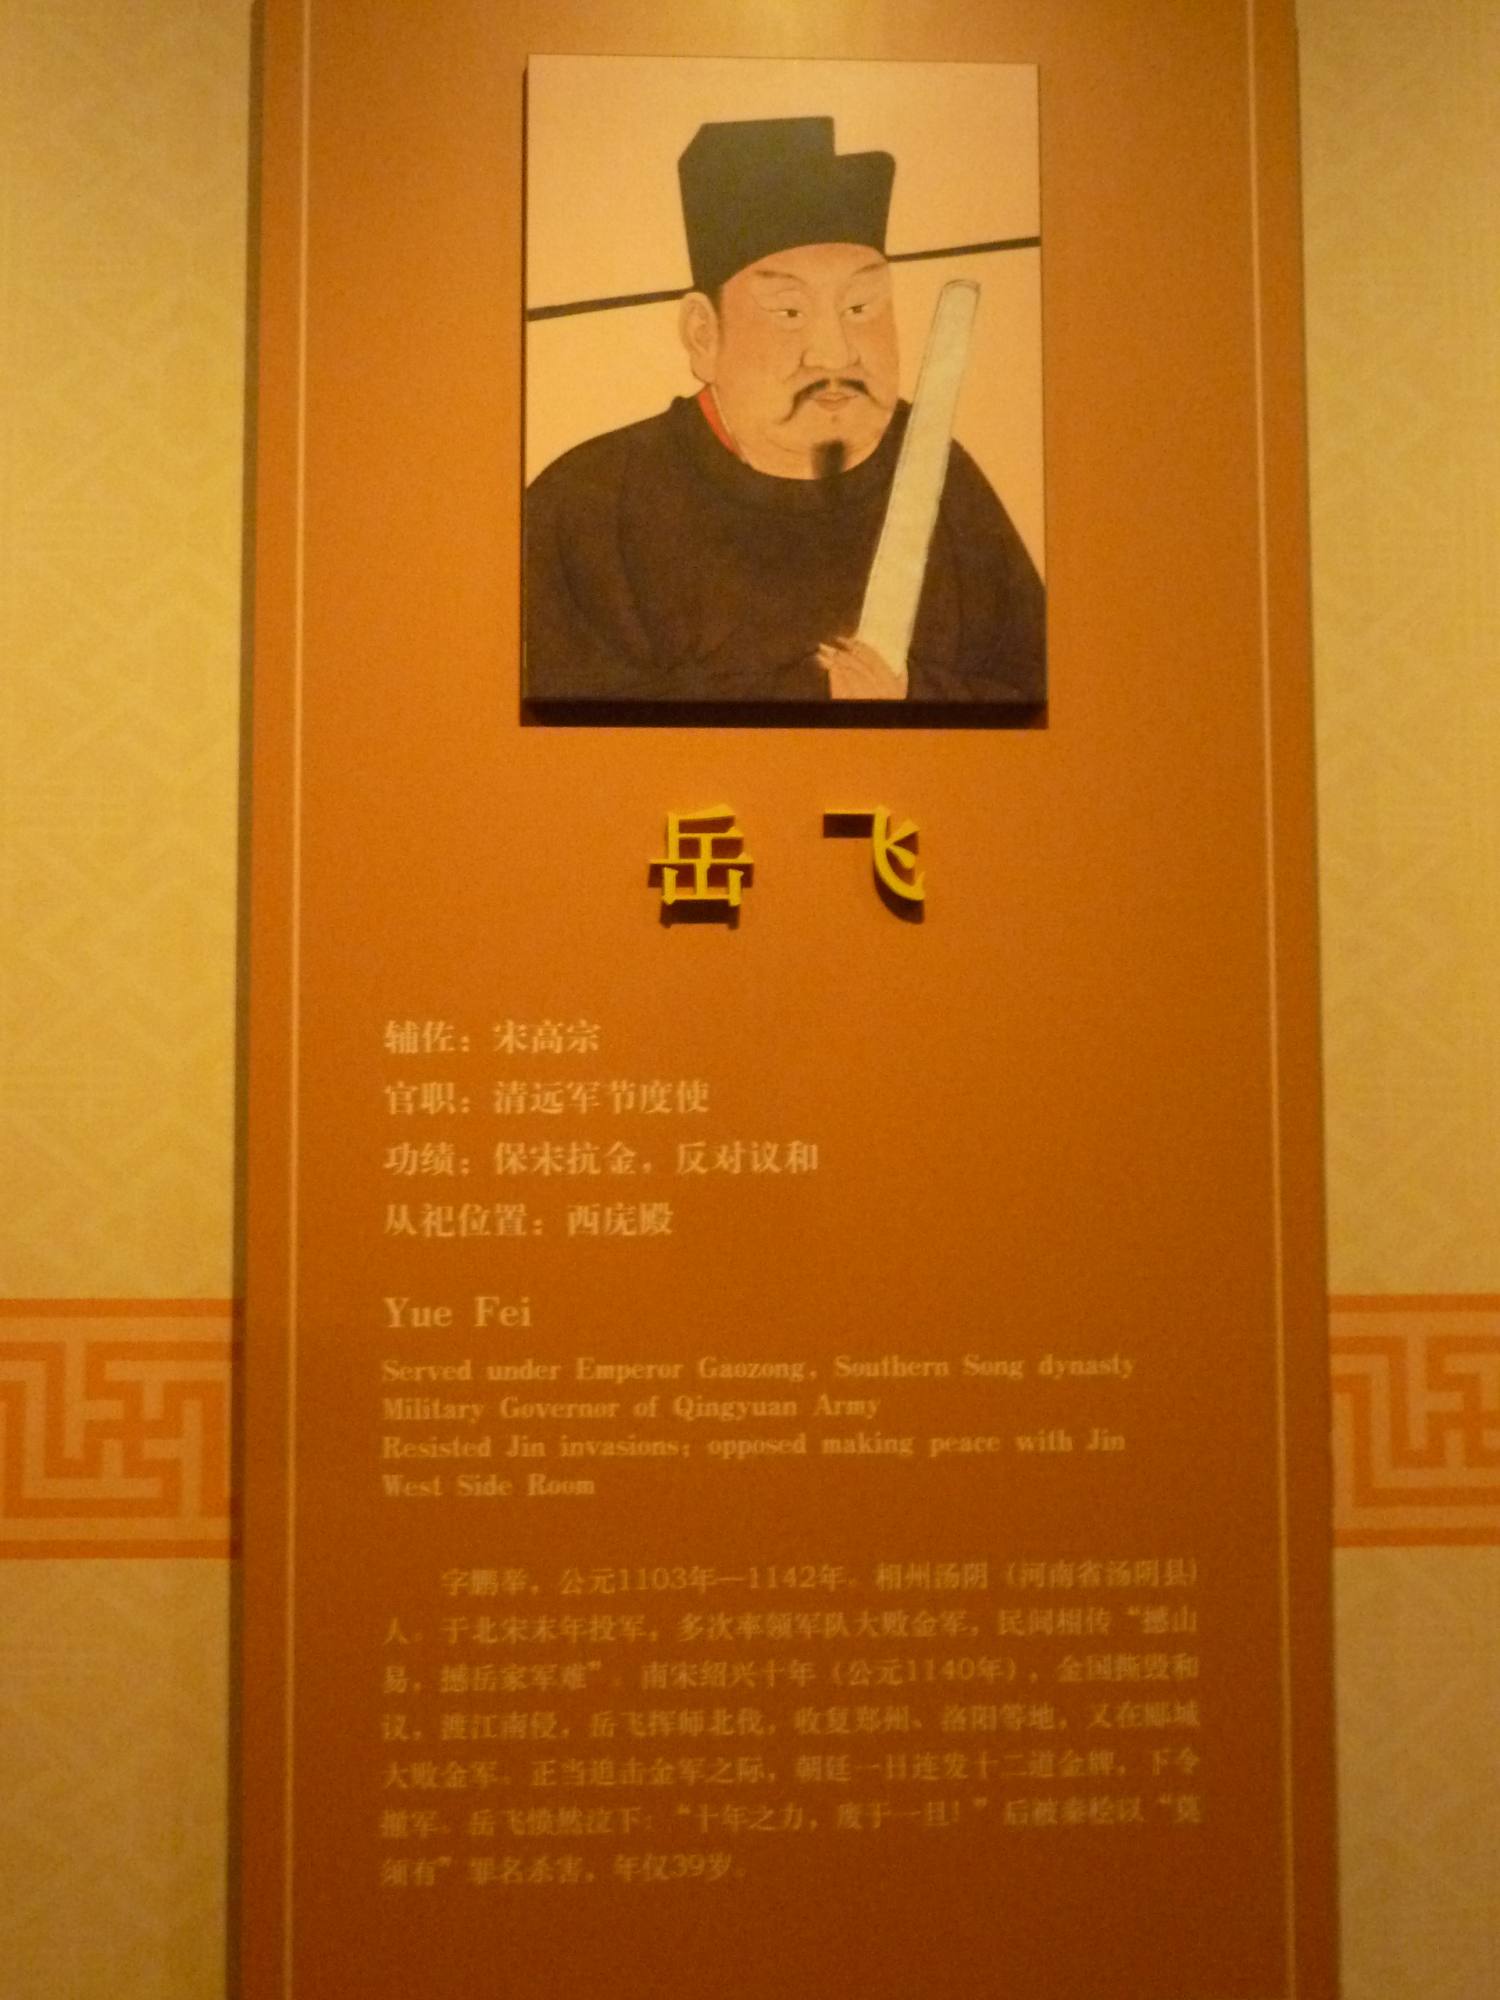 岳飞
辅佐：宋高宗
官职：清远军节度使
功绩：保宋抗金，反对议和
从祀位置：西庑殿
Yue Fei
Served under Emperor Gaozong, Southern Song dynasty
Military Governor of Qingyuan Army
Resisted Jin invasions; opposed making peace with Jin
West Side Room
字鹏举，公元1103年—1142年。相州汤阴（河南省汤阴县）
人。于北宋末年投军，多次率领军队大败金军，民间相传“撼山
易，撼岳家军难”。南宋绍兴十年（公元1140年），金国撕毁和
议，渡江南侵，岳飞挥师北伐，收复郑州、洛阳等地，又在郾城
大败金军。正当追击金军之际，朝廷一日连发十二道金牌，下令
撤军。岳飞愤然泣下：“十年之力，废于一旦！”后被秦桧以“莫
须有”罪名杀害，年仅39岁。